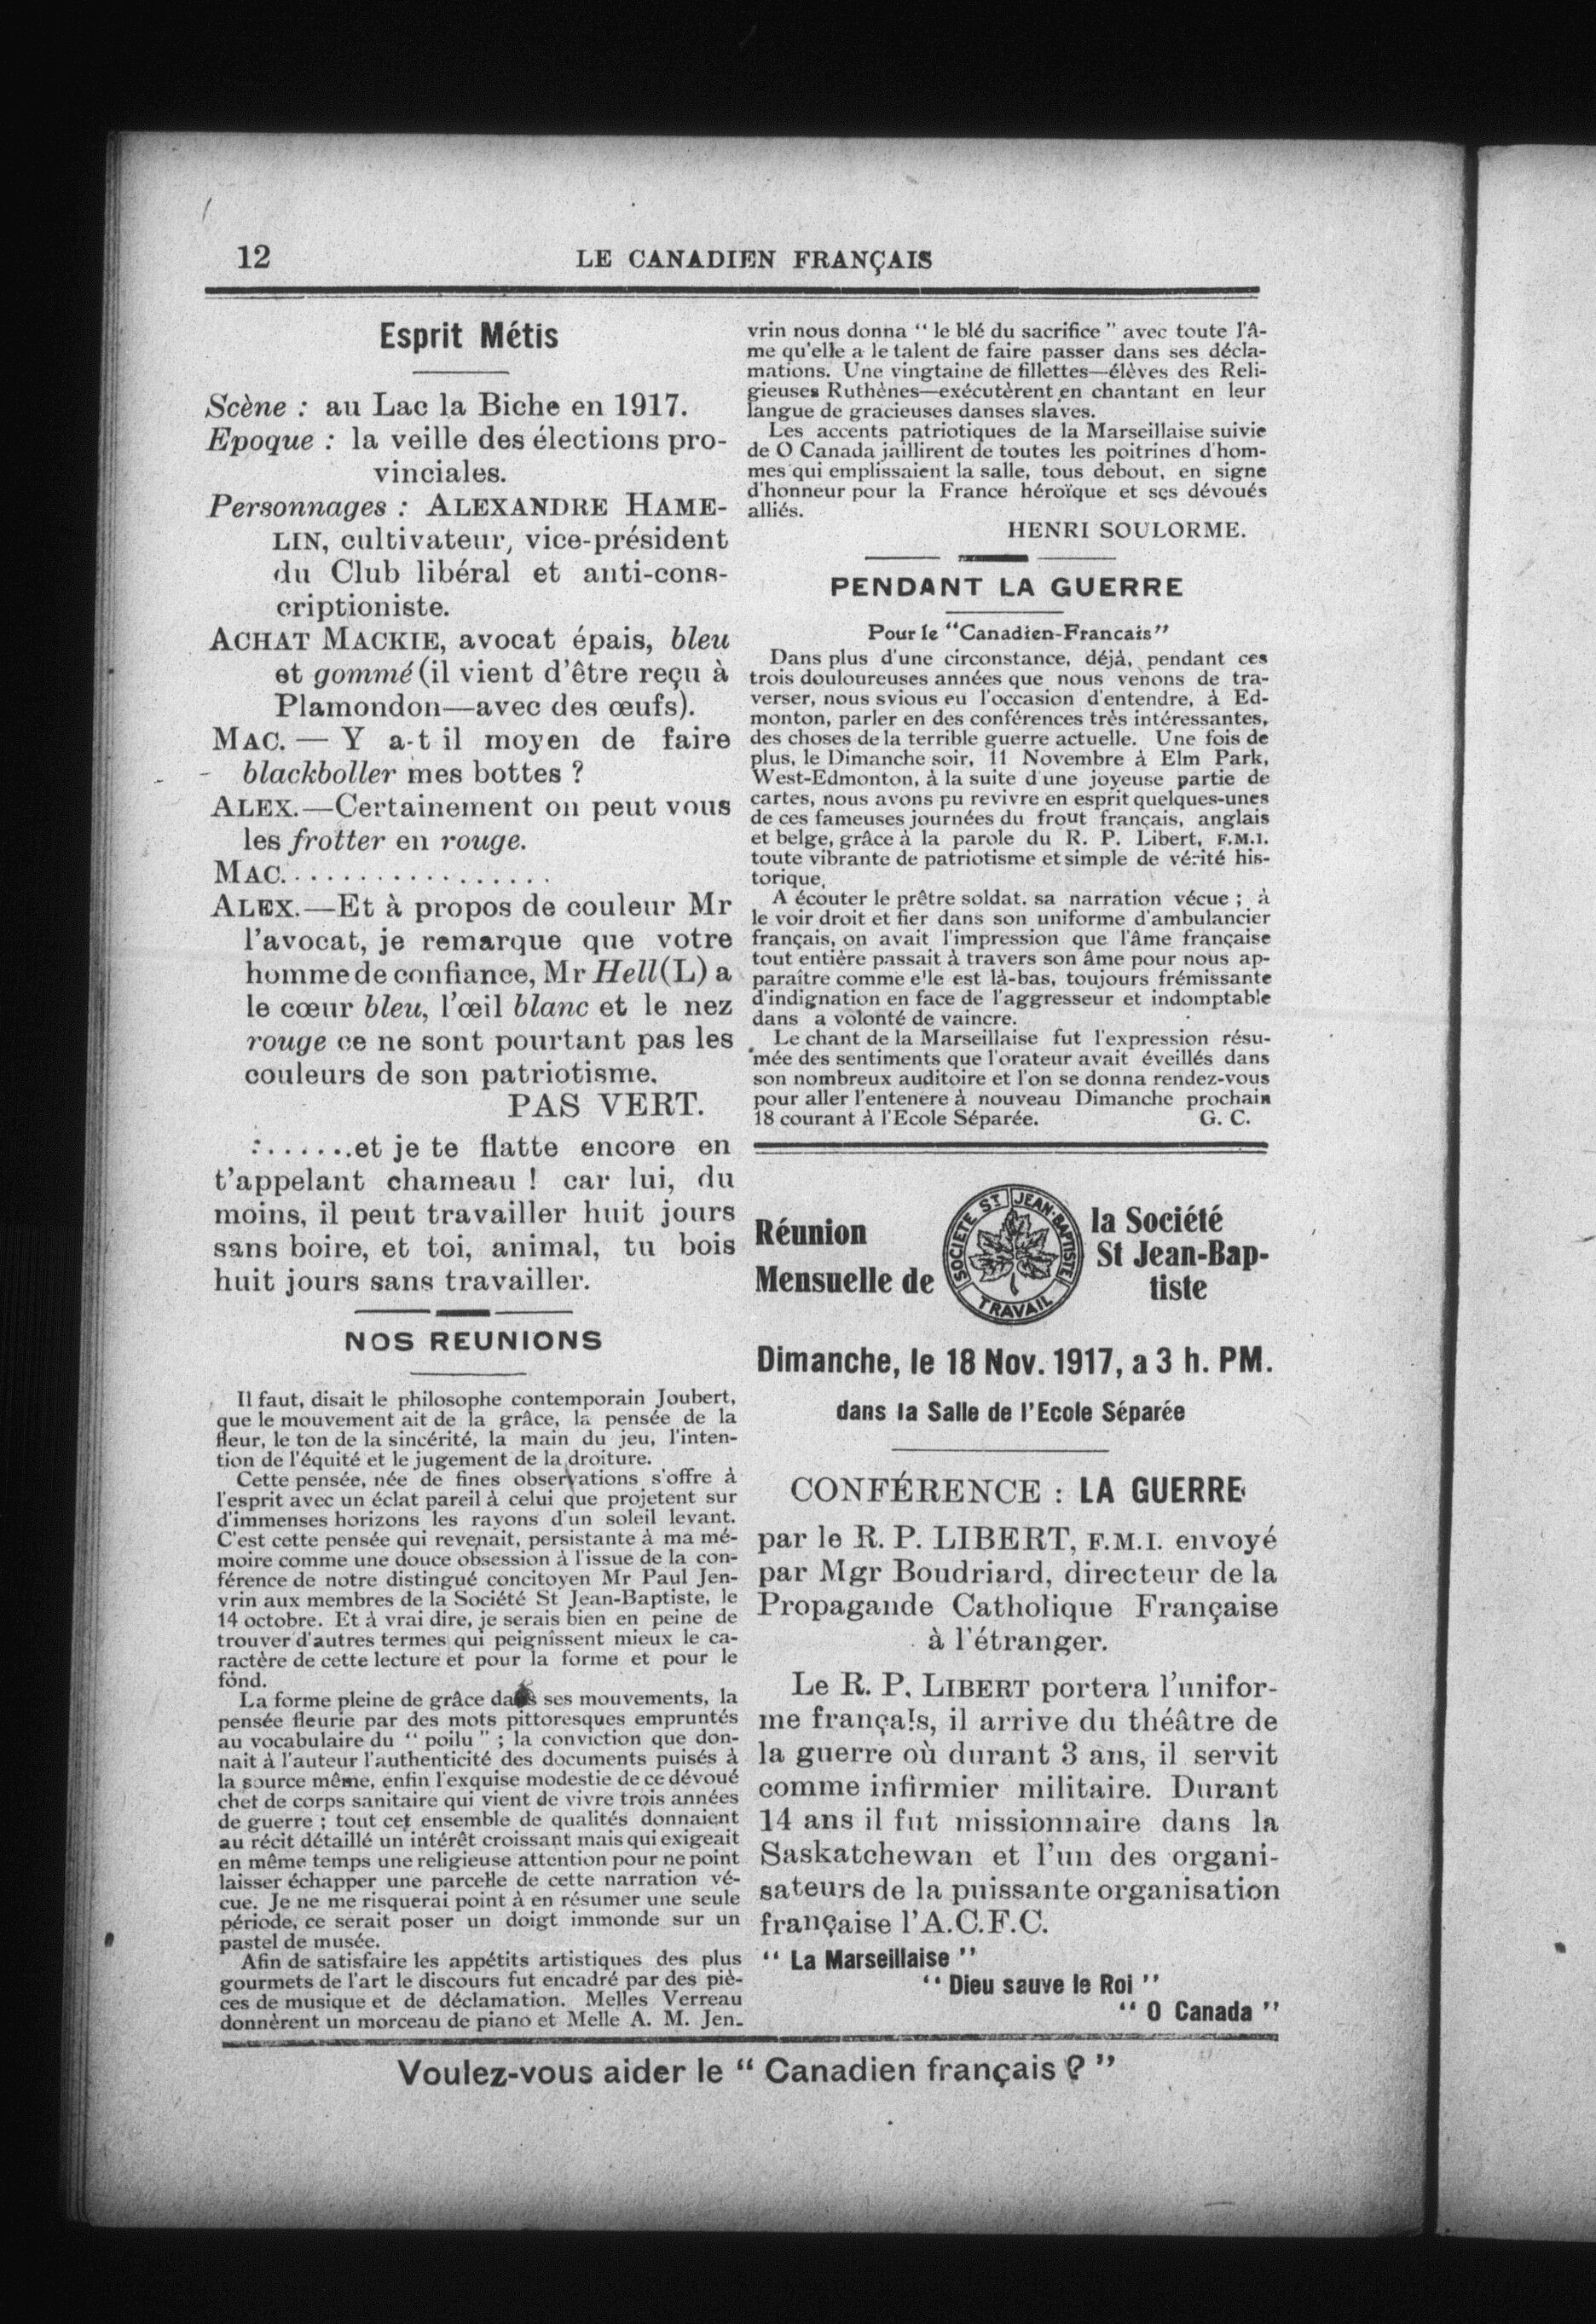 12
LE CANADIEN FRANÇAIS
Esprit Métis
Scène : au Lac la Biche en 1917.
Epoque : la veille des élections pro-
vinciales.
Personnages : ALEXANDRE HAME-
LIN, cultivateur, vice-président
du Club libéral et anti-cons-
criptioniste.
ACHAT MACKIE, avocat épais, bleu
et gommé (il vient d'être reçu à
Plamondon—avec des œufs).
MAC. — Y a-t il moyen de faire
blackboller mes bottes ?
ALEX.—Certainement on peut vous
les frotter en rouge.
MAC. . . . . . . . . . . . . . . . .
ALEX.—Et à propos de couleur Mr
l'avocat, je remarque que votre
homme de confiance, Mr Hell(L) a
le cœur bleu, l'œil blanc et le nez
rouge ce ne sont pourtant pas les
couleurs de son patriotisme.
PAS VERT.
:.......et je te flatte encore en
t'appelant chameau ! car lui, du
moins, il peut travailler huit jours
sans boire, et toi, animal, tu bois
huit jours sans travailler.
NOS REUNIONS
Il faut, disait le philosophe contemporain Joubert,
que le mouvement ait de la grâce, la pensée de la
fleur, le ton de la sincérité, la main du jeu, l'inten-
tion de l'équité et le jugement de la droiture.
Cette pensée, née de fines observations s'offre à
l'esprit avec un éclat pareil à celui que projetent sur
d'immenses horizons les rayons d'un soleil levant.
C'est cette pensée qui revenait, persistante à ma mé-
moire comme une douce obsession à l'issue de la con-
férence de notre distingué concitoyen Mr Paul Jen-
vrin aux membres de la Société St Jean-Baptiste, le
14 octobre. Et à vrai dire, je serais bien en peine de
trouver d'autres termes qui peignîssent mieux le ca-
ractère de cette lecture et pour la forme et pour le
fond.
La forme pleine de grâce dans ses mouvements, la
pensée fleurie par des mots pittoresques empruntés
au vocabulaire du " poilu " ; la conviction que don-
nait à l'auteur l'authenticité des documents puisés à
la source même, enfin l'exquise modestie de ce dévoué
chet de corps sanitaire qui vient de vivre trois années
de guerre ; tout cet ensemble de qualités donnaient
au récit détaillé un intérêt croissant mais qui exigeait
en même temps une religieuse attention pour ne point
laisser échapper une parcelle de cette narration vé-
cue. Je ne me risquerai point à en résumer une seule
période, ce serait poser un doigt immonde sur un
pastel de musée.
Afin de satisfaire les appétits artistiques des plus
gourmets de l'art le discours fut encadré par des piè-
ces de musique et de déclamation. Melles Verreau
donnèrent un morceau de piano et Melle A. M. Jen-
vrin nous donna " le blé du sacrifice " avec toute l'â-
me qu'elle a le talent de faire passer dans ses décla-
mations. Une vingtaine de fillettes—élèves des Reli-
gieuses Ruthènes—exécutèrent en chantant en leur
langue de gracieuses danses slaves.
Les accents patriotiques de la Marseillaise suivie
de O Canada jaillirent de toutes les poitrines d'hom-
mes qui emplissaient la salle, tous debout, en signe
d'honneur pour la France héroïque et ses dévoués
alliés.
HENRI SOULORME.
PENDANT LA GUERRE
Pour le "Canadien-Francais"
Dans plus d'une circonstance, déjà, pendant ces
trois douloureuses années que nous venons de tra-
verser, nous svious eu l'occasion d'entendre, à Ed-
monton, parler en des conférences très intéressantes,
des choses de la terrible guerre actuelle. Une fois de
plus, le Dimanche soir, 11 Novembre à Elm Park,
West-Edmonton, à la suite d'une joyeuse partie de
cartes, nous avons pu revivre en esprit quelques-unes
de ces fameuses journées du frout français, anglais
et belge, grâce à la parole du R. P. Libert, F.M.I.
toute vibrante de patriotisme et simple de vérité his-
torique,
A écouter le prêtre soldat. sa narration vécue ; à
le voir droit et fier dans son uniforme d'ambulancier
français, on avait l'impression que l'âme française
tout entière passait à travers son âme pour nous ap-
paraître comme e'le est là-bas, toujours frémissante
d'indignation en face de l'aggresseur et indomptable
dans a volonté de vaincre.
Le chant de la Marseillaise fut l'expression résu-
mée des sentiments que l'orateur avait éveillés dans
son nombreux auditoire et l'on se donna rendez-vous
pour aller l'entenere à nouveau Dimanche prochain
18 courant à l'Ecole Séparée. G. C.
Réunion
Mensuelle de
SOCIETE ST JEAN-BAPTISTE
TRAVAIL
la Société
St Jean-Bap-
tiste
Dimanche, le 18 Nov. 1917, a 3 h. PM.
dans la Salle de l'Ecole Séparée
CONFÉRENCE : LA GUERRE
par le R. P. LIBERT, F.M.I. envoyé
par Mgr Boudriard, directeur de la
Propagande Catholique Française
à l'étranger.
Le R. P. LIBERT portera l'unifor-
me français, il arrive du théâtre de
la guerre où durant 3 ans, il servit
comme infirmier militaire. Durant
14 ans il fut missionnaire dans la
Saskatchewan et l'un des organi-
sateurs de la puissante organisation
française l'A.C.F.C.
" La Marseillaise "
" Dieu sauve le Roi "
" O Canada "
Voulez-vous aider le " Canadien français ? "